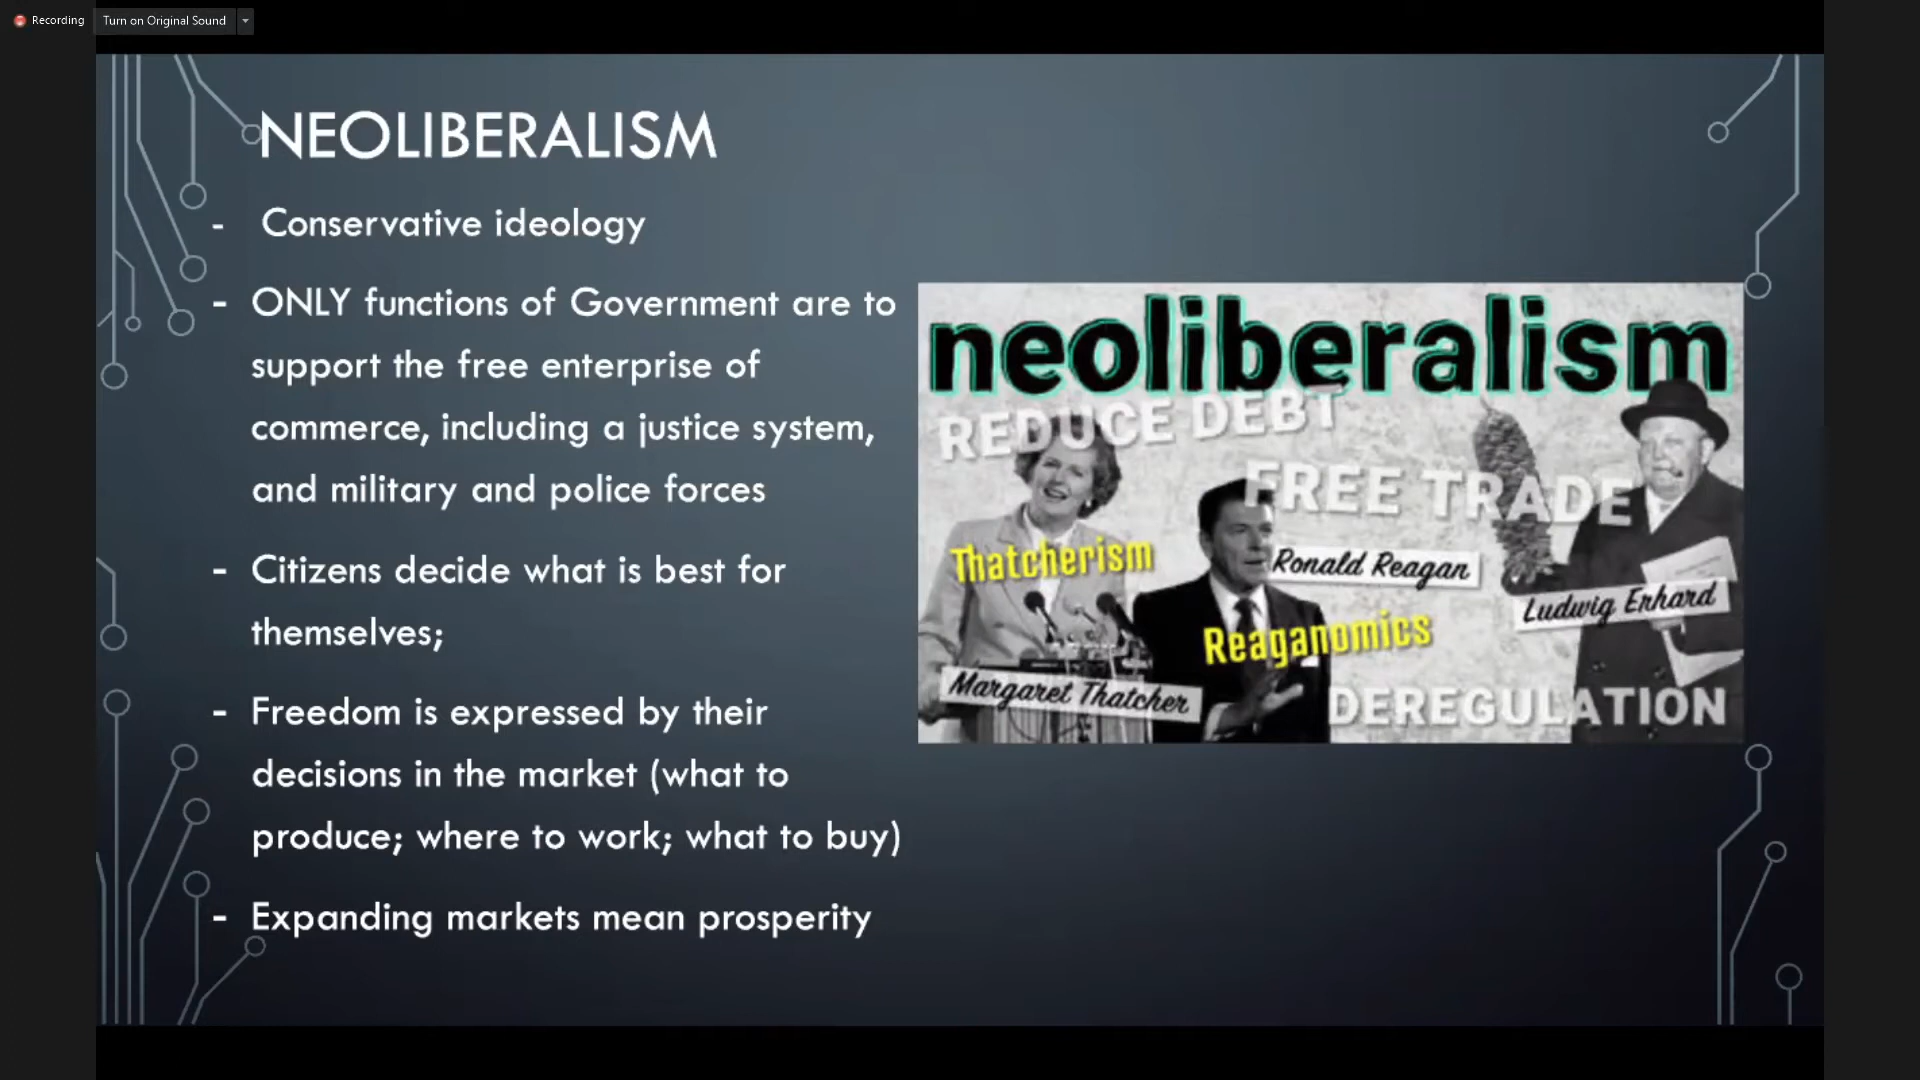 Recording
Turn on Original Sound
NEOLIBERALISM
- Conservative ideology
- ONLY functions of Government are to
support the free enterprise of
commerce, including a justice system,
and military and police forces
- Citizens decide what is best for
themselves;
- Freedom is expressed by their
decisions in the market (what to
produce; where to work; what to buy)
- Expanding markets mean prosperity
neoliberalism
REDUCE DEBT
FREE TRADE
Thatcherism
Ronald Reagan
Ludwig Erhard
Reaganomics
Margaret Thatcher
DEREGULATION